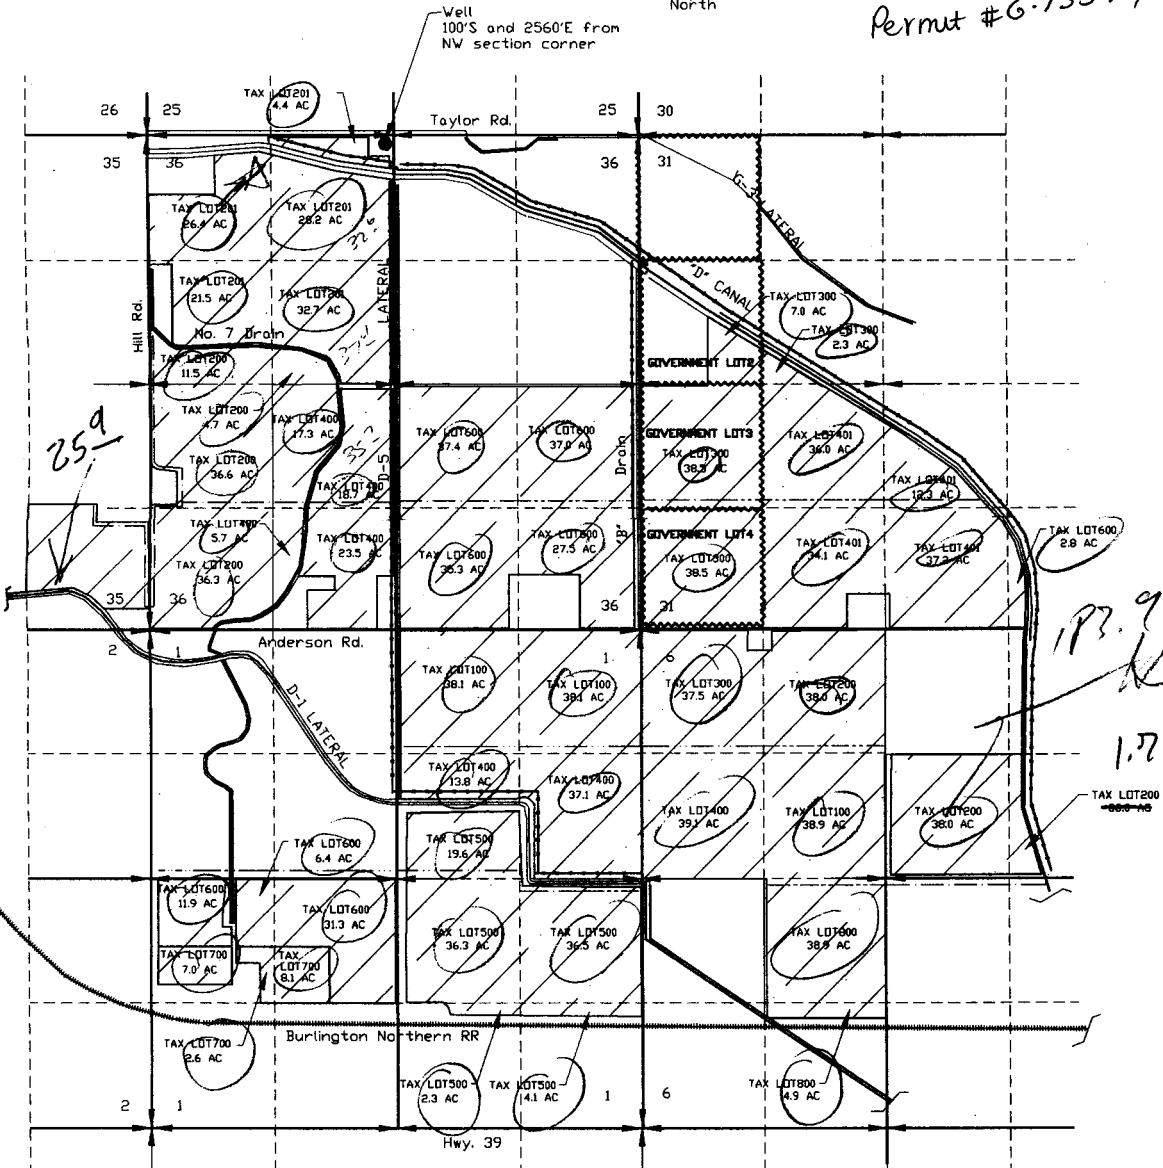 North
Permit #G-
Well
100'S and 2560'E from
NW section corner
TAX LOT201
4.4 AC
26
25
25
30
Taylor Rd.
35
36
36
31
G-3 LATERAL
TAX LOT201
26.4 AC
TAX LOT201
28.2 AC
32.6
"D" CANAL
TAX LOT201
21.5 AC
TAX LOT201
32.7 AC
LATERAL
TAX LOT300
7.0 AC
TAX LOT300
2.3 AC
Hill Rd.
No. 7 Drain
GOVERNMENT LOT2
TAX LOT200
11.5 AC
TAX LOT200
4.7 AC
TAX LOT400
17.3 AC
TAX LOT600
37.4 AC
TAX LOT600
37.0 AC
GOVERNMENT LOT3
TAX LOT300
38.5 AC
TAX LOT401
36.0 AC
25.9
TAX LOT200
36.6 AC
TAX LOT400
18.7 AC
D-5
Drain
TAX LOT401
12.3 AC
TAX LOT400
5.7 AC
TAX LOT400
23.5 AC
TAX LOT600
35.3 AC
TAX LOT600
27.5 AC
"B"
GOVERNMENT LOT4
TAX LOT300
38.5 AC
TAX LOT401
34.1 AC
TAX LOT401
37.2 AC
TAX LOT600
2.8 AC
TAX LOT200
36.3 AC
35
36
36
31
2
1
Anderson Rd.
1
6
D-1 LATERAL
TAX LOT100
38.1 AC
TAX LOT100
38.1 AC
TAX LOT300
37.5 AC
TAX LOT200
38.0 AC
1.7
TAX LOT400
13.8 AC
TAX LOT400
37.1 AC
TAX LOT400
39.1 AC
TAX LOT100
38.9 AC
TAX LOT200
38.0 AC
TAX LOT200
TAX LOT600
6.4 AC
TAX LOT500
19.6 AC
TAX LOT600
11.9 AC
TAX LOT600
31.3 AC
TAX LOT500
36.3 AC
TAX LOT500
36.5 AC
TAX LOT800
38.9 AC
TAX LOT700
7.0 AC
TAX
LOT700
8.1 AC
Burlington Northern RR
TAX LOT700
2.6 AC
TAX LOT500
2.3 AC
TAX LOT500
4.1 AC
TAX LOT800
4.9 AC
2
1
1
6
Hwy. 39